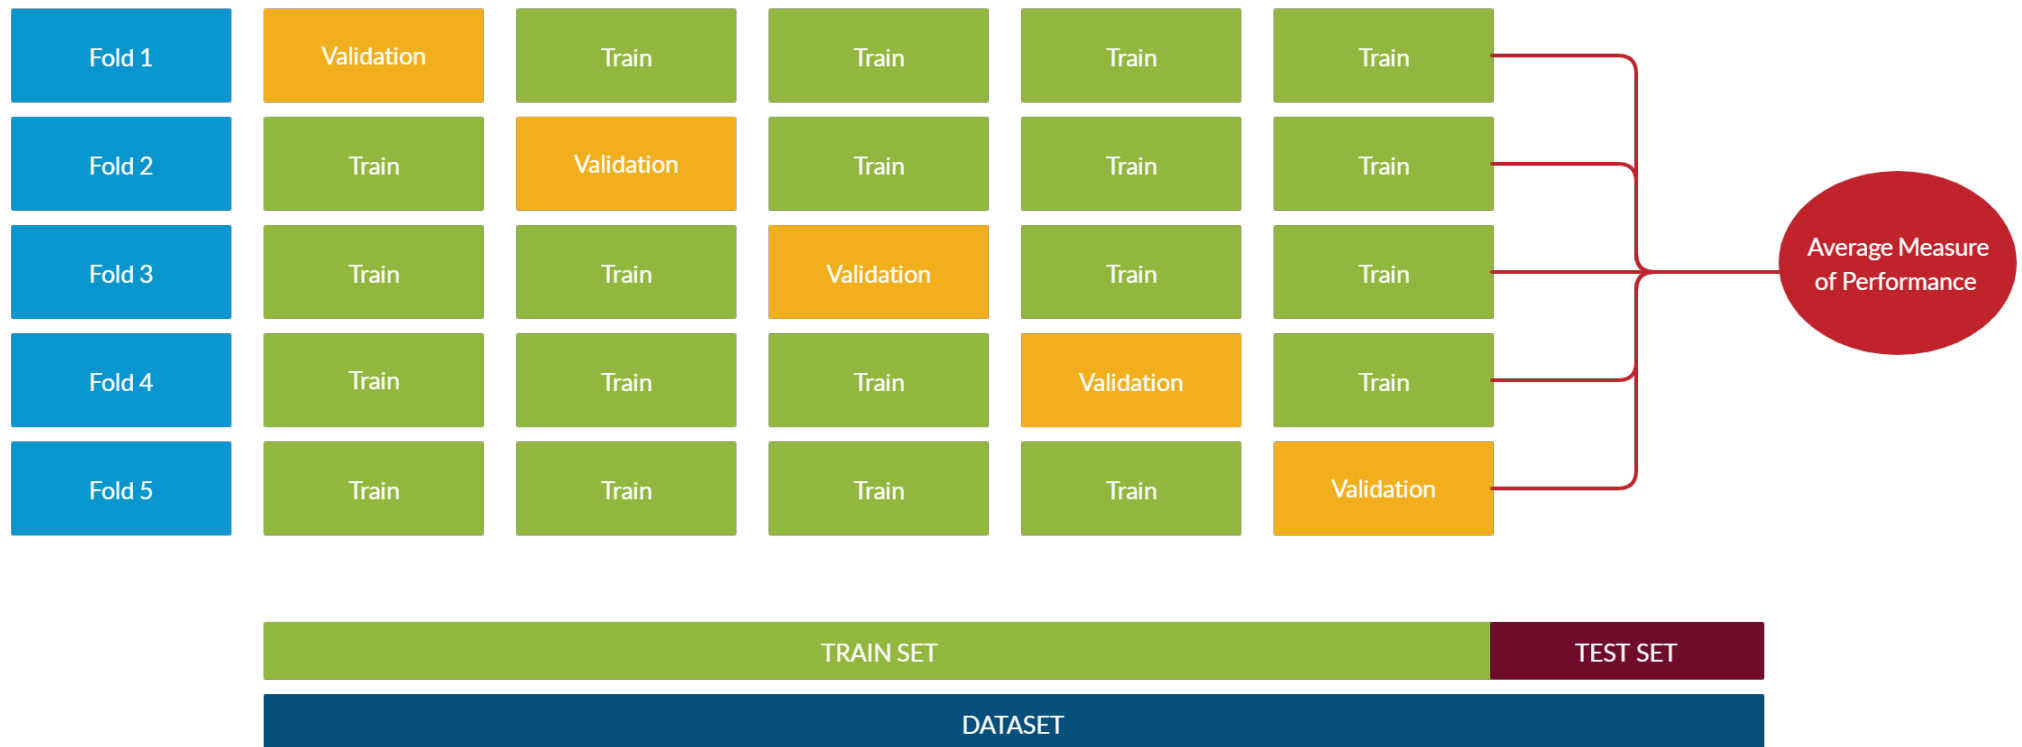 Fold 1 Validation Train Train Train Train
Fold 2 Train Validation Train Train Train
Fold 3 Train Train Validation Train Train
Fold 4 Train Train Train Validation Train
Fold 5 Train Train Train Train Validation
Average Measure
of Performance
TRAIN SET TEST SET
DATASET